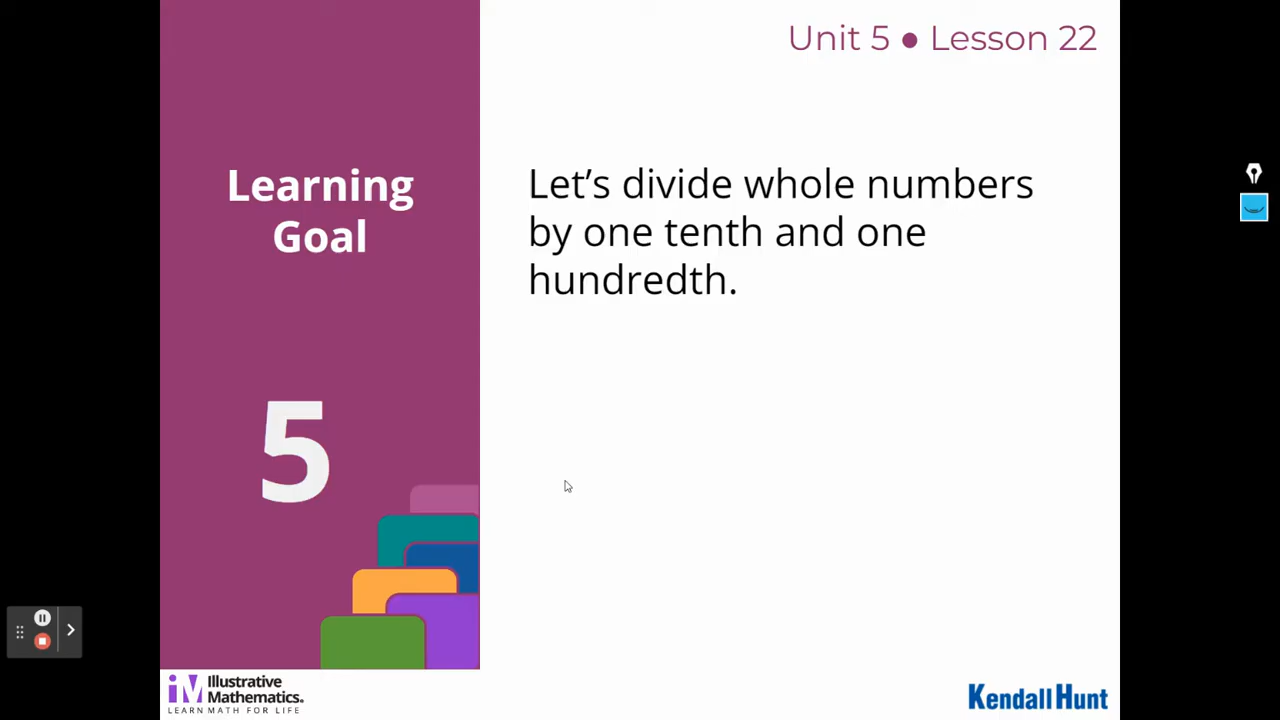 Unit 5 ● Lesson 22
Learning
Goal
Let's divide whole numbers
by one tenth and one
hundredth.
5
iM Illustrative
Mathematics.
LEARN MATH FOR LIFE
Kendall Hunt